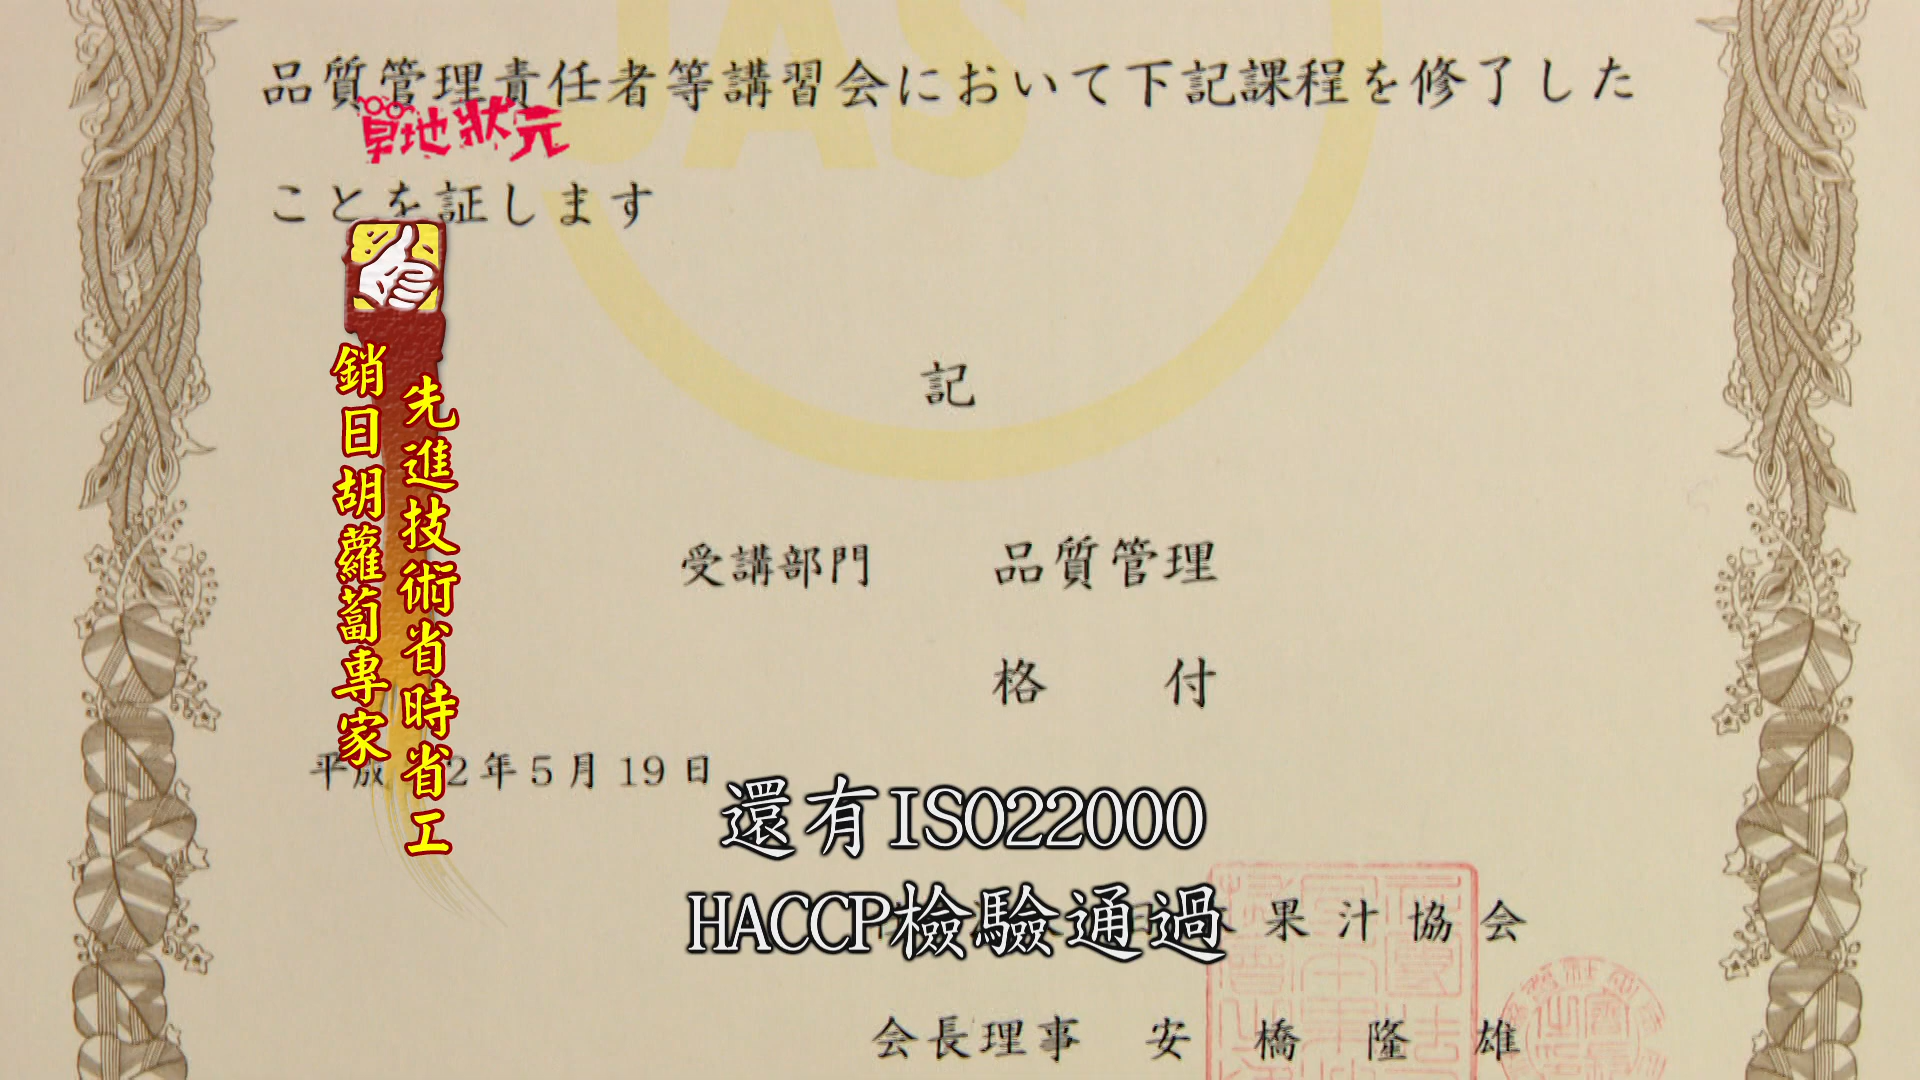 JAS
品質管理責任者等講習会において下記課程を修了した
旱地狀元
ことを証します
記
銷日胡蘿蔔專家
先進技術省時省工
受講部門 品質管理
格付
平成 2年5月19日
還有ISO22000
HACCP檢驗通過
果汁協会
会長理事 安橋隆雄